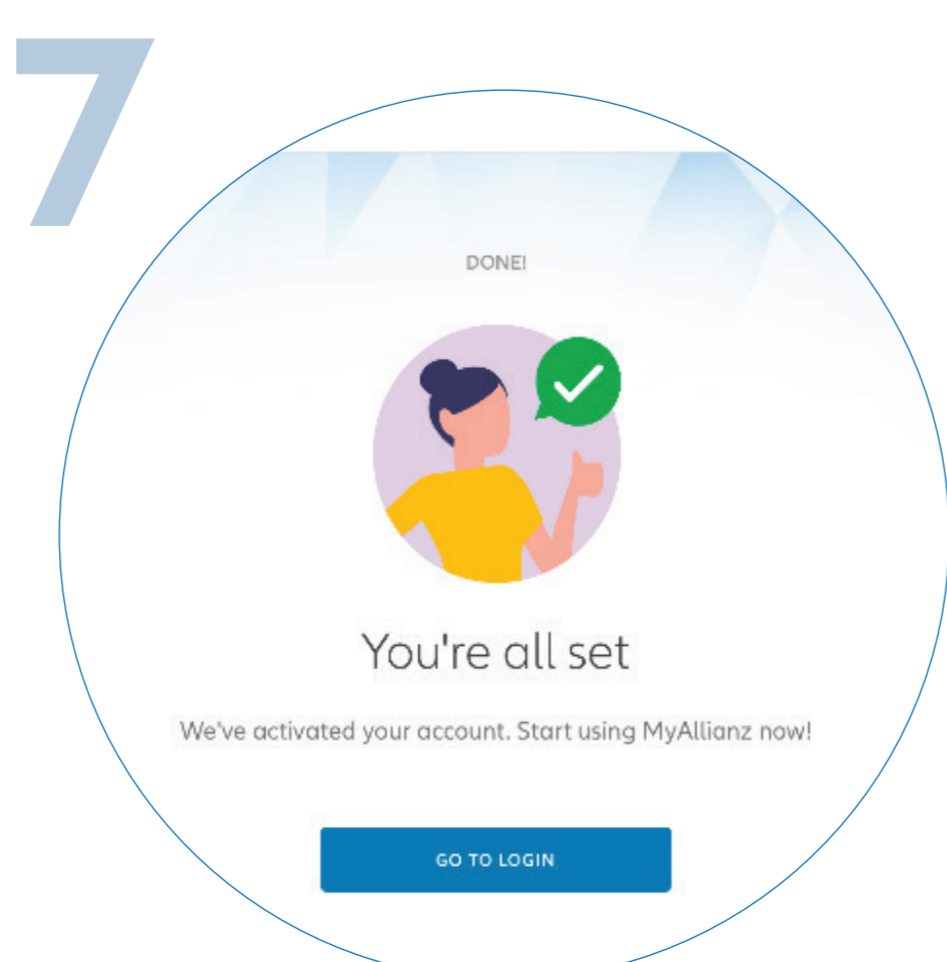 7
DONE!
You're all set
We've activated your account. Start using MyAllianz now!
GO TO LOGIN